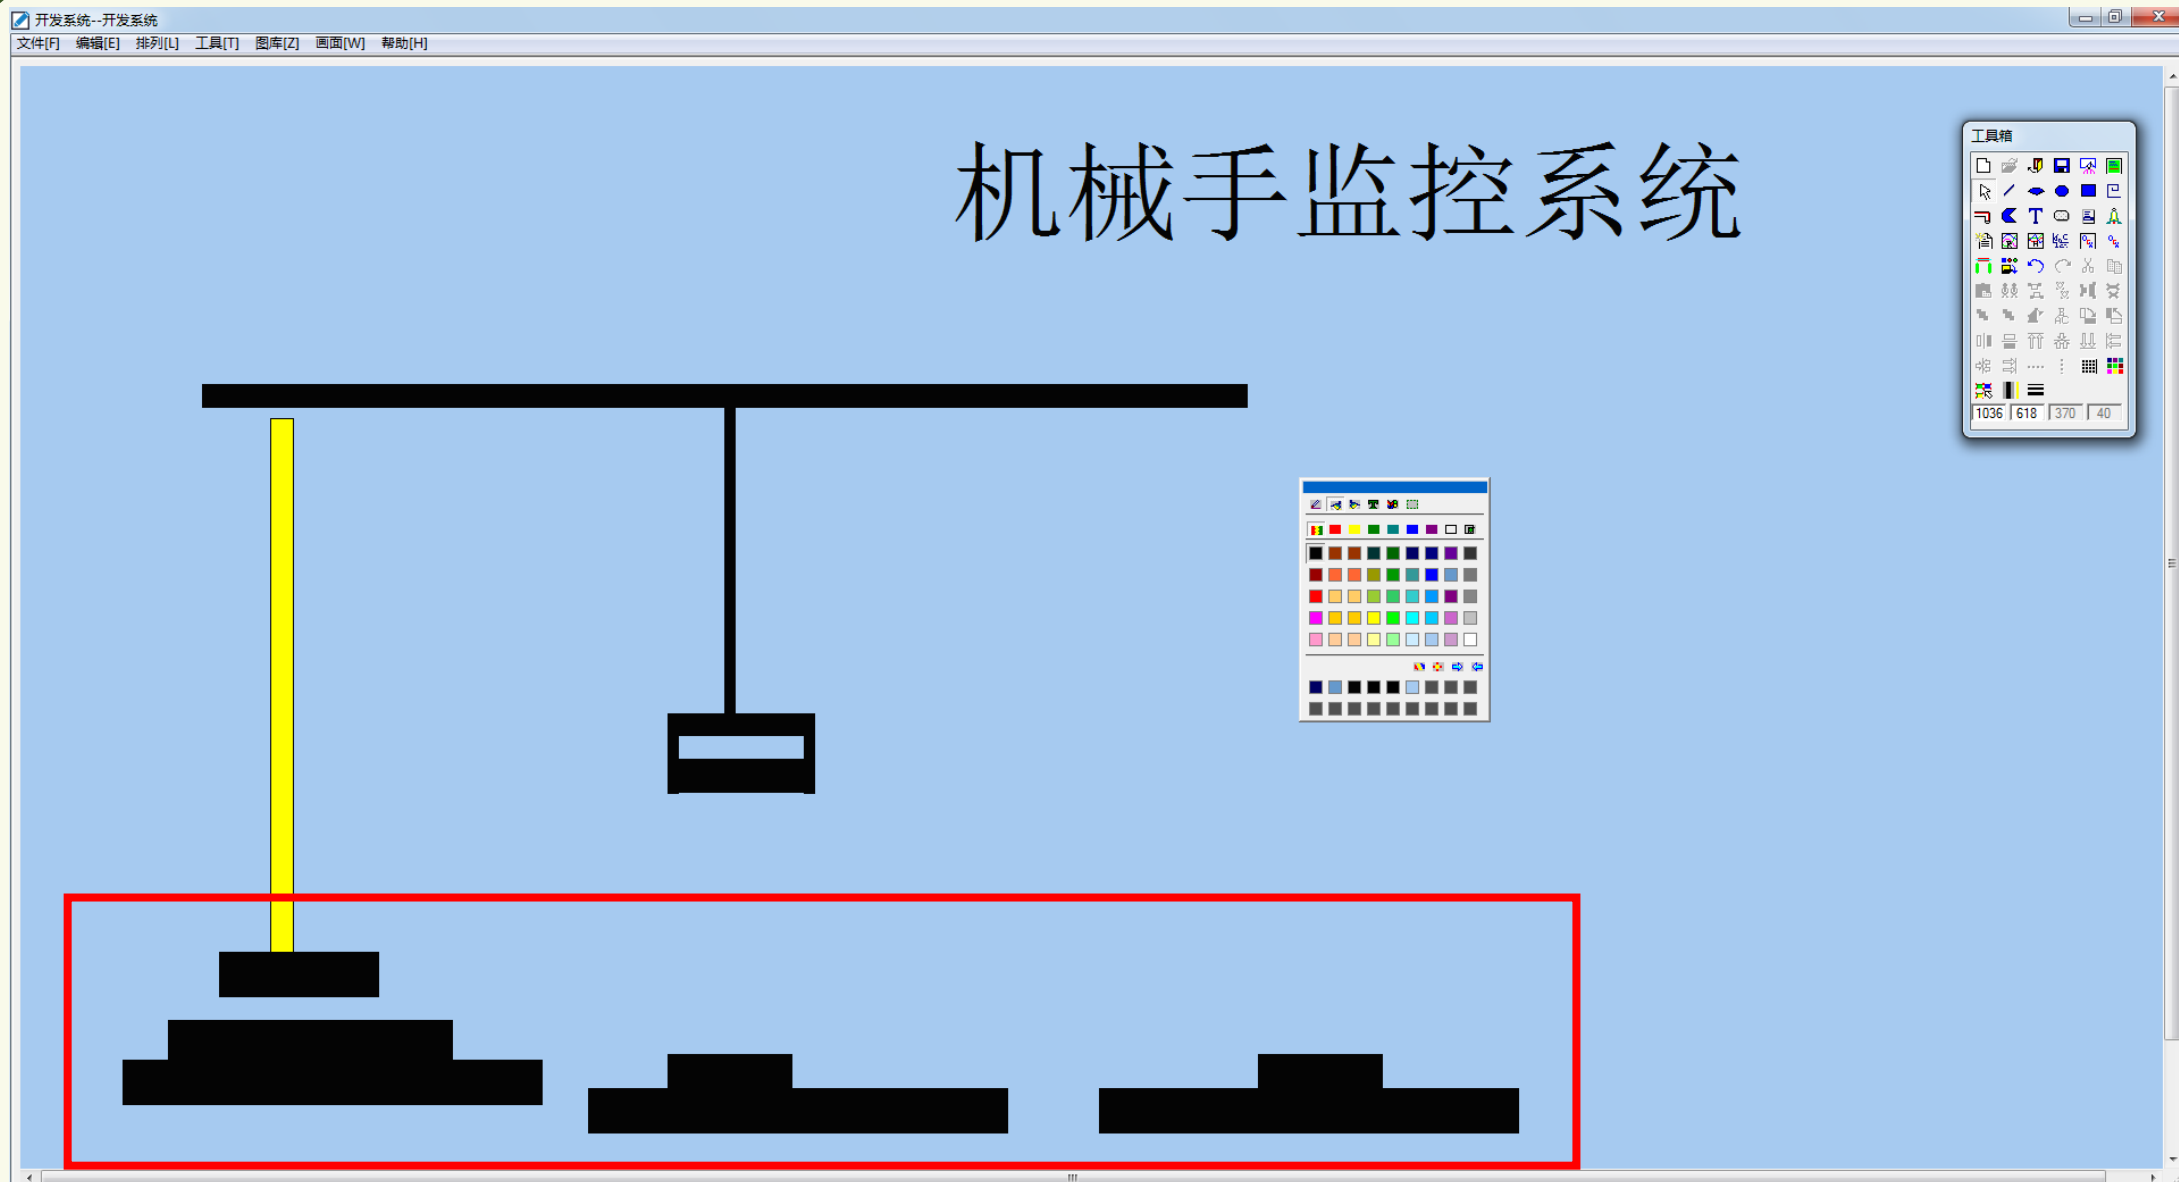 开发系统--开发系统
文件[F] 编辑[E] 排列[L] 工具[T] 图库[Z] 画面[W] 帮助[H]
机械手监控系统
工具箱
1036 618 370 40